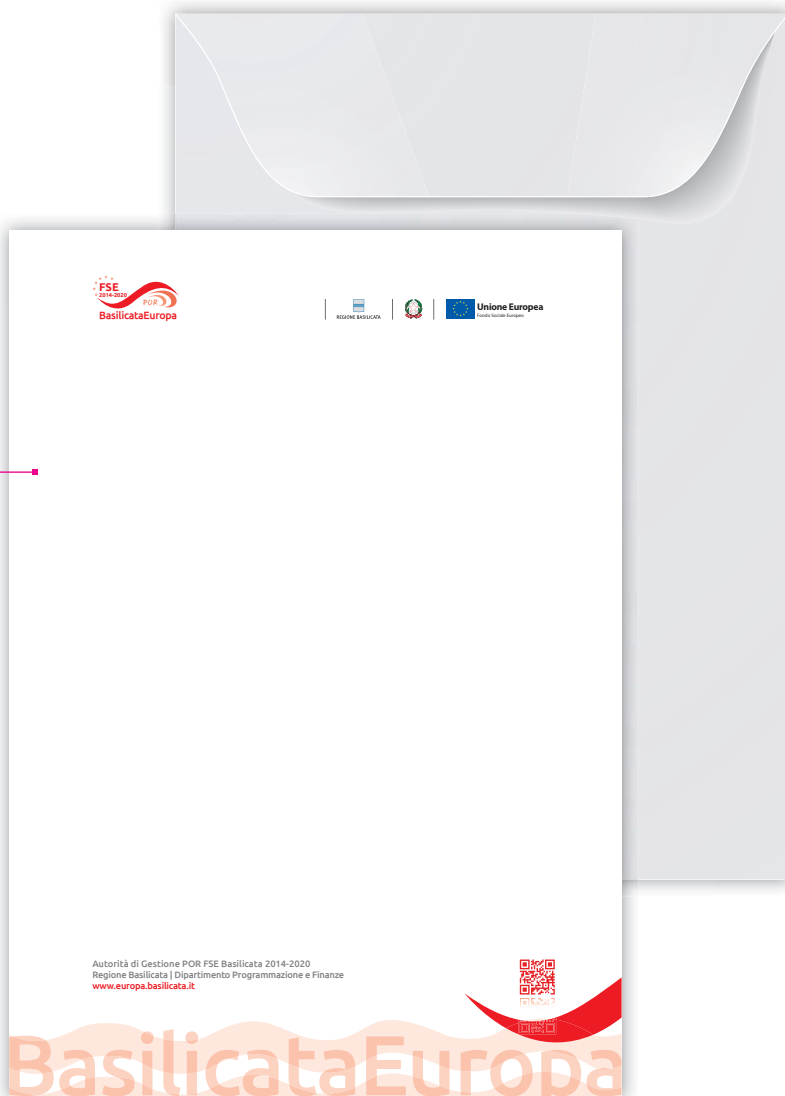 FSE
2014-2020
POR
BasilicataEuropa
REGIONE BASILICATA
Unione Europea
Fondo Sociale Europeo
Autorità di Gestione POR FSE Basilicata 2014-2020
Regione Basilicata | Dipartimento Programmazione e Finanze
www.europa.basilicata.it
BasilicataEuropa